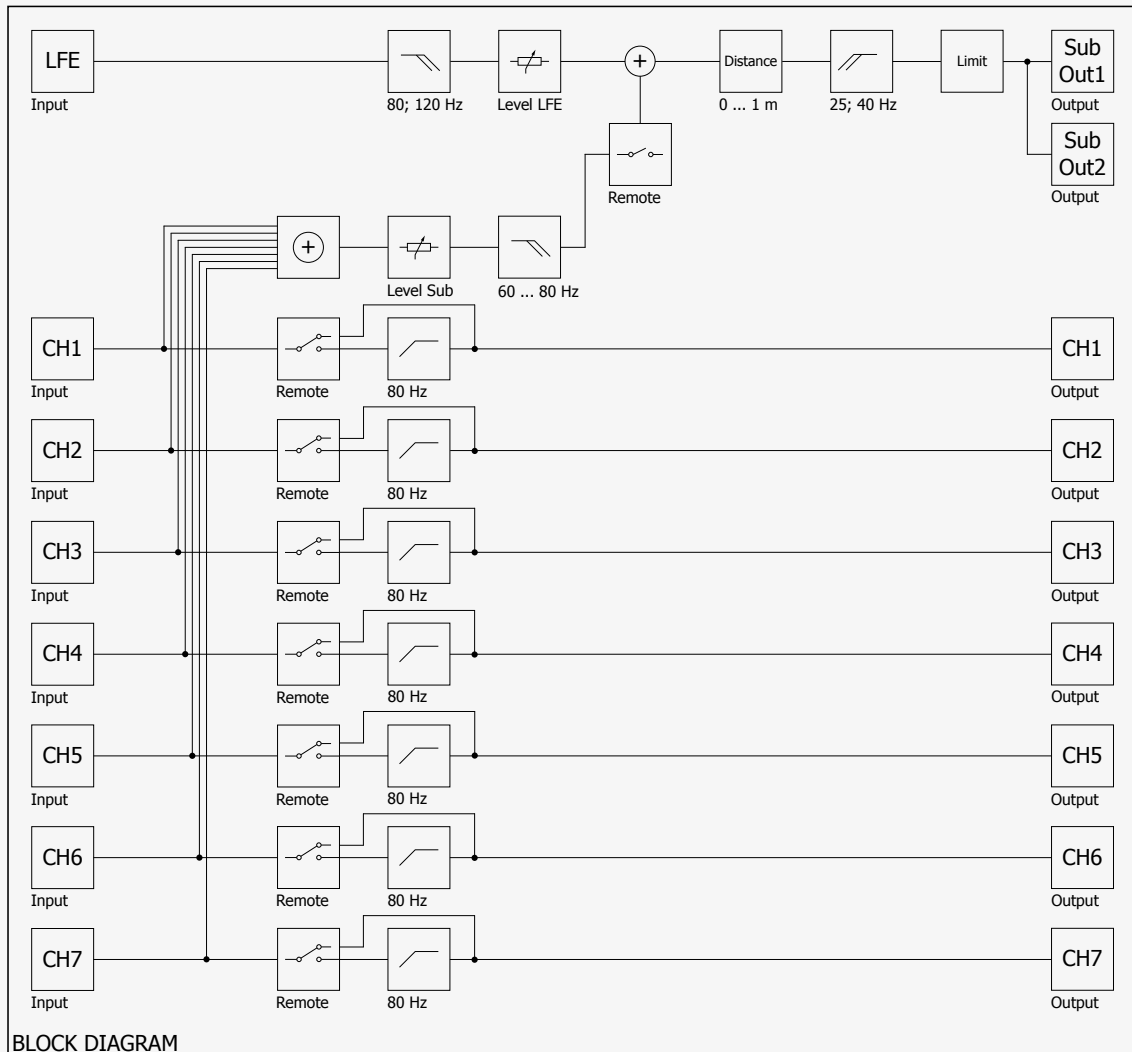 LFE
Input
80; 120 Hz
Level LFE
Distance
0 ... 1 m
25; 40 Hz
Limit
Sub
Out1
Output
Sub
Out2
Output
Remote
Level Sub
60 ... 80 Hz
CH1
Input
Remote
80 Hz
CH1
Output
CH2
Input
Remote
80 Hz
CH2
Output
CH3
Input
Remote
80 Hz
CH3
Output
CH4
Input
Remote
80 Hz
CH4
Output
CH5
Input
Remote
80 Hz
CH5
Output
CH6
Input
Remote
80 Hz
CH6
Output
CH7
Input
Remote
80 Hz
CH7
Output
BLOCK DIAGRAM